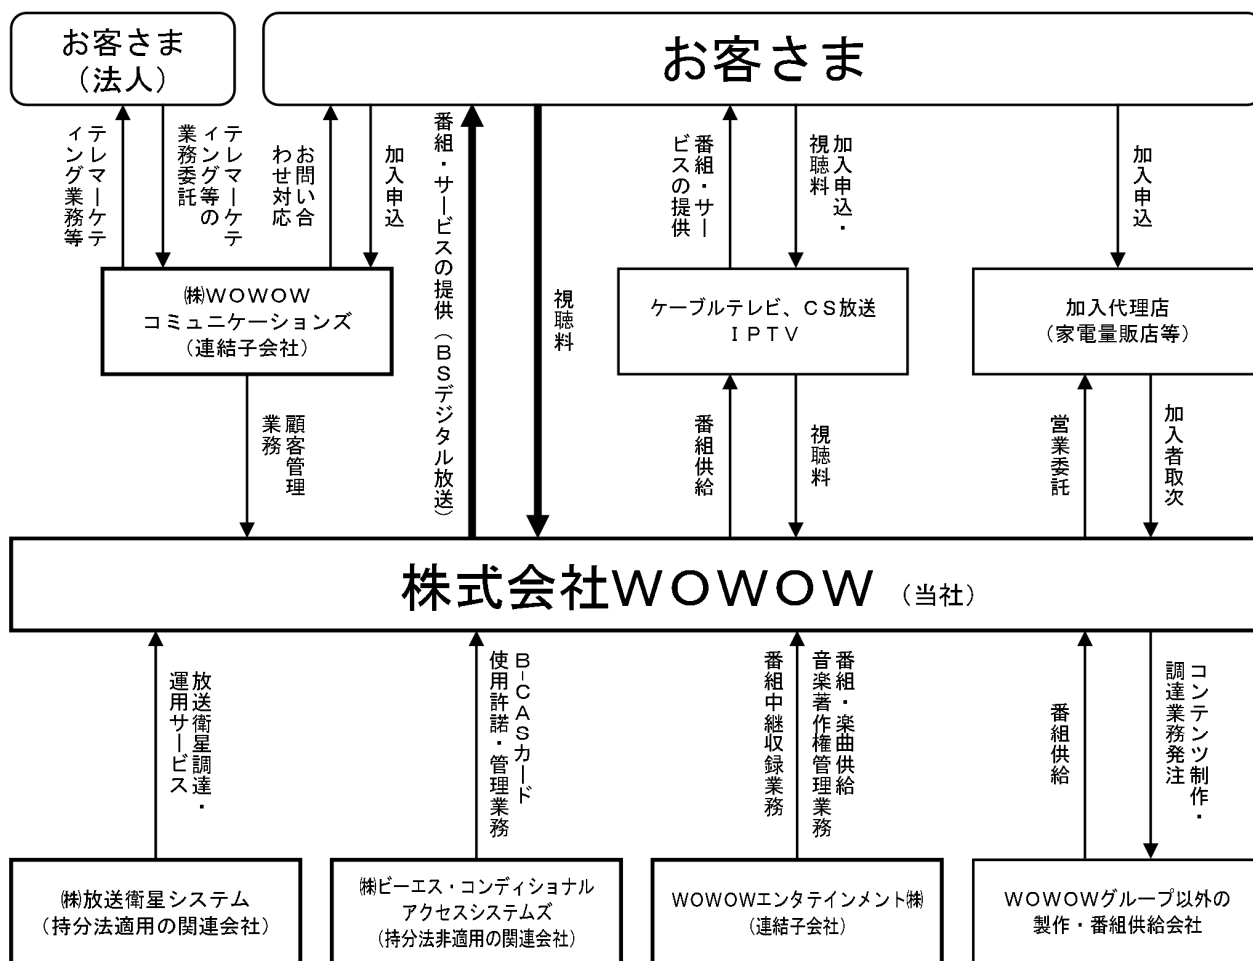 お客さま
（法人）
お客さま
テレマーケテ
ィング業務等
テレマーケテ
ィング等の
業務委託
お問い合
わせ対応
加入申込
番組・サービスの提供（ＢＳデジタル放送）
視聴料
番組・サー
ビスの提供
加入申込・
視聴料
加入申込
㈱ＷＯＷＯＷ
コミュニケーションズ
（連結子会社）
ケーブルテレビ、ＣＳ放送
ＩＰＴＶ
加入代理店
（家電量販店等）
顧客管理
業務
番組供給
視聴料
営業委託
加入者取次
株式会社ＷＯＷＯＷ（当社）
放送衛星調達・
運用サービス
Ｂ－ＣＡＳカード
使用許諾・管理業務
番組・楽曲供給
音楽著作権管理業務
番組中継収録業務
番組供給
コンテンツ制作・
調達業務発注
㈱放送衛星システム
（持分法適用の関連会社）
㈱ビーエス・コンディショナル
アクセスシステムズ
（持分法非適用の関連会社）
ＷＯＷＯＷエンタテインメント㈱
（連結子会社）
ＷＯＷＯＷグループ以外の
製作・番組供給会社